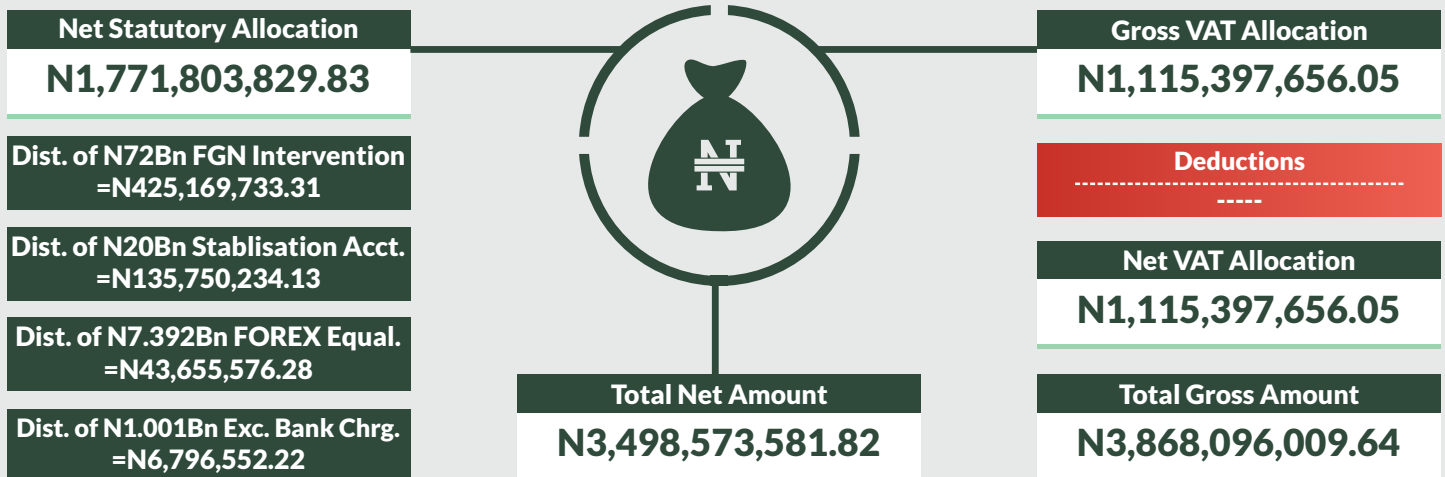 Net Statutory Allocation
N1,771,803,829.83
Dist. of N72Bn FGN Intervention
=N425,169,733.31
Dist. of N20Bn Stablisation Acct.
=N135,750,234.13
Dist. of N7.392Bn FOREX Equal.
=N43,655,576.28
Dist. of N1.001Bn Exc. Bank Chrg.
=N6,796,552.22
₦
Total Net Amount
N3,498,573,581.82
Gross VAT Allocation
N1,115,397,656.05
Deductions
--------------------------------------------
-----
Net VAT Allocation
N1,115,397,656.05
Total Gross Amount
N3,868,096,009.64